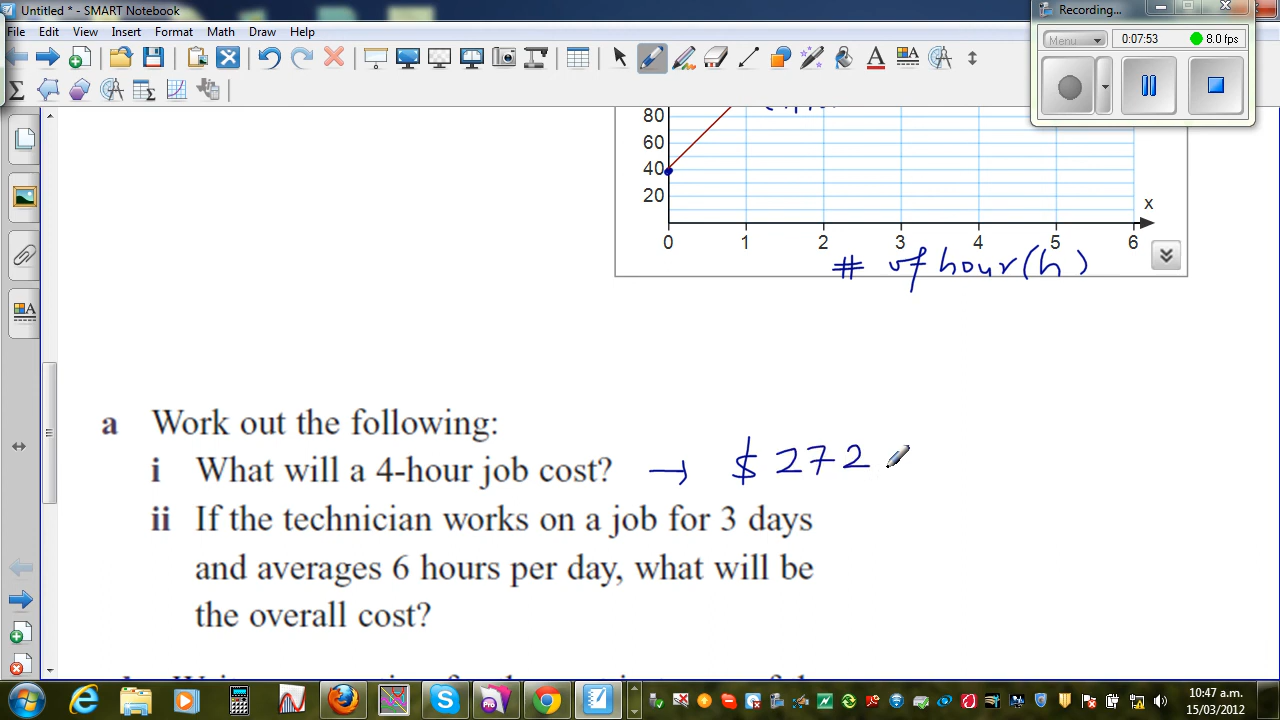 Untitled * - SMART Notebook
Recording...
File Edit View Insert Format Math Draw Help
Menu
0:07:53
8.0 fps
80
60
40
20
x
0 1 2 3 4 5 6
# of hour(h)
a Work out the following:
i What will a 4-hour job cost? → $272
ii If the technician works on a job for 3 days
and averages 6 hours per day, what will be
the overall cost?
10:47 a.m.
15/03/2012